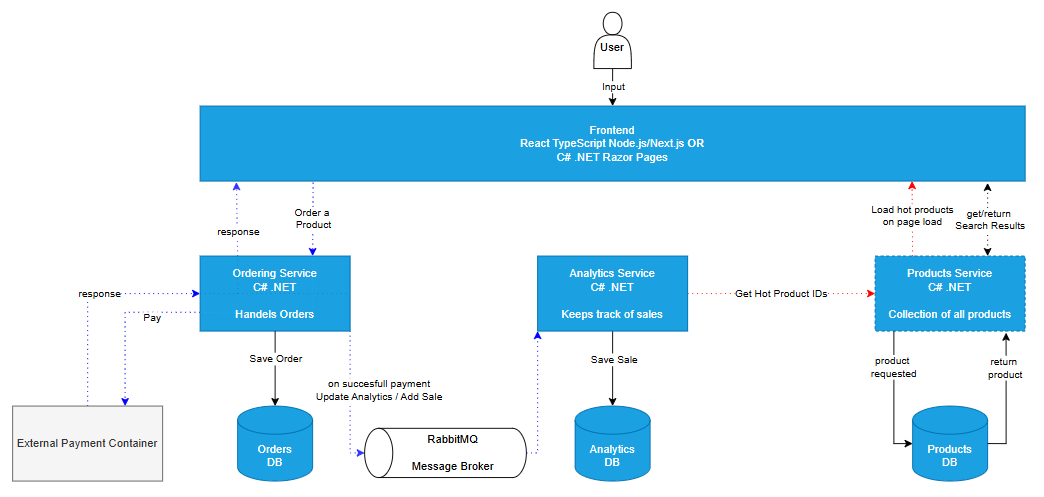 User
Input
Frontend
React TypeScript Node.js/Next.js OR
C# .NET Razor Pages
response
Order a
Product
Load hot products
on page load
get/return
Search Results
Ordering Service
C# .NET
Handels Orders
Analytics Service
C# .NET
Keeps track of sales
Products Service
C# .NET
Collection of all products
response
Pay
Get Hot Product IDs
Save Order
Save Sale
product
requested
return
product
on succesfull payment
Update Analytics / Add Sale
External Payment Container
Orders
DB
RabbitMQ
Message Broker
Analytics
DB
Products
DB